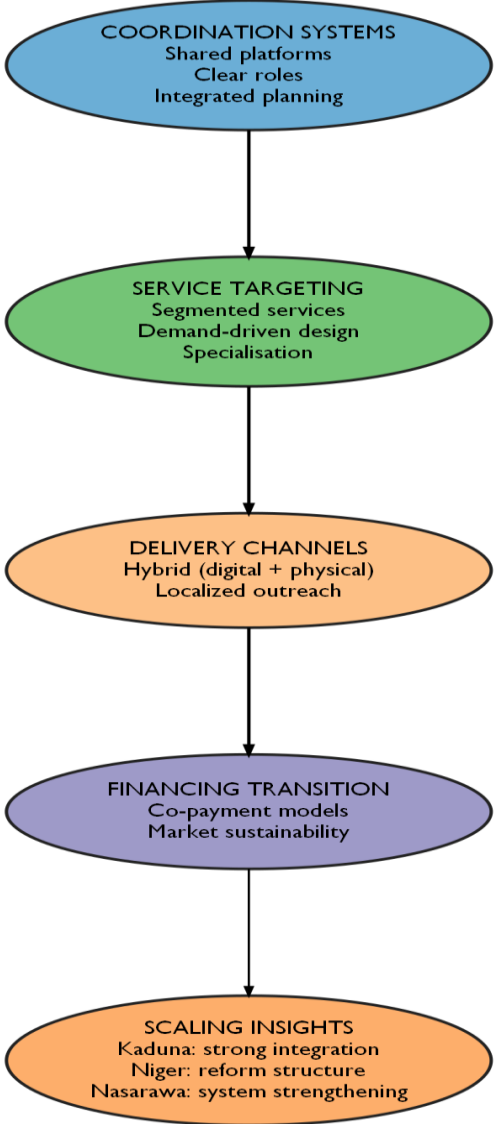 COORDINATION SYSTEMS
Shared platforms
Clear roles
Integrated planning
SERVICE TARGETING
Segmented services
Demand-driven design
Specialisation
DELIVERY CHANNELS
Hybrid (digital + physical)
Localized outreach
FINANCING TRANSITION
Co-payment models
Market sustainability
SCALING INSIGHTS
Kaduna: strong integration
Niger: reform structure
Nasarawa: system strengthening